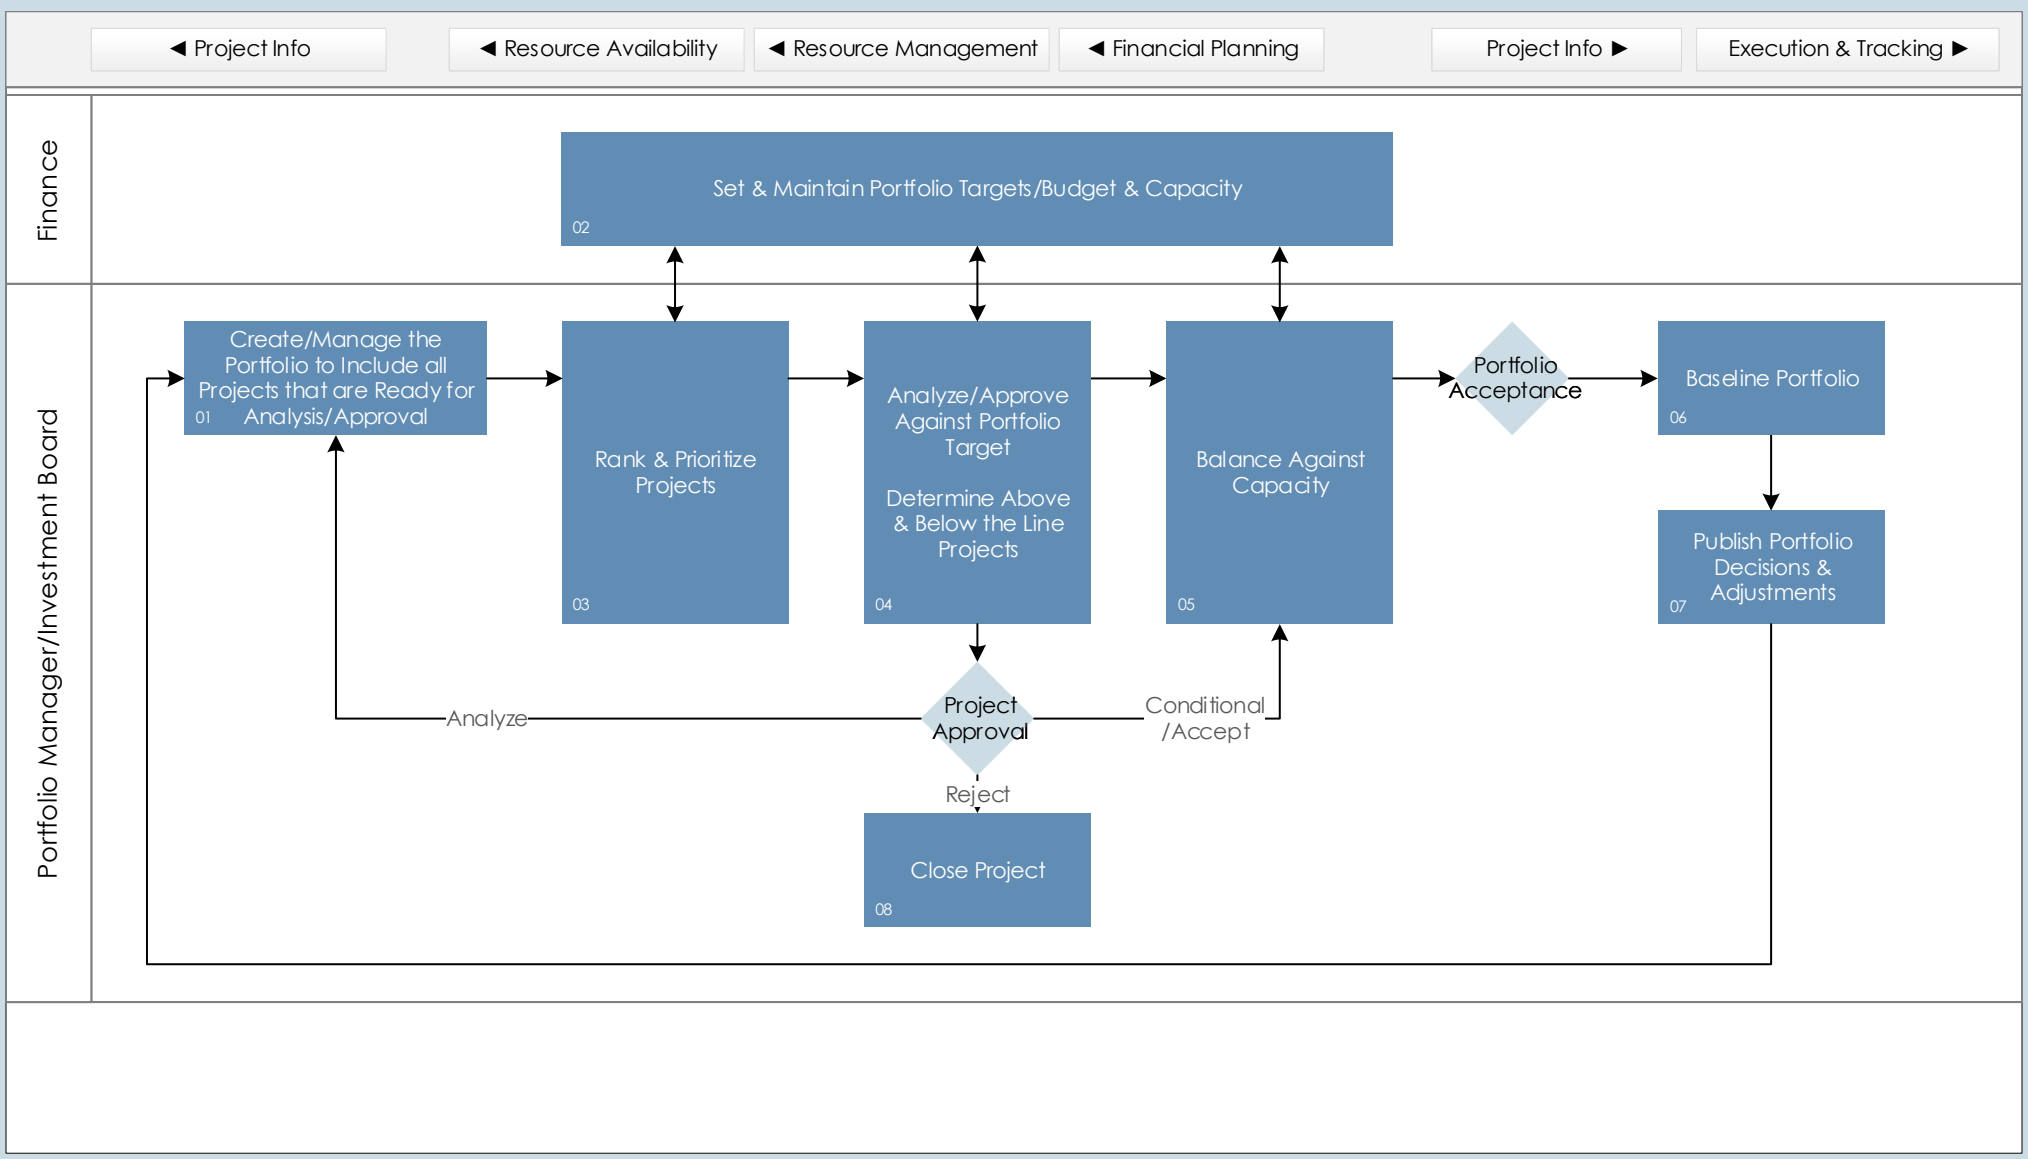 ◄ Project Info
◄ Resource Availability
◄ Resource Management
◄ Financial Planning
Project Info ►
Execution & Tracking ►
Finance
Set & Maintain Portfolio Targets/Budget & Capacity
02
Portfolio Manager/Investment Board
Create/Manage the
Portfolio to Include all
Projects that are Ready for
Analysis/Approval
01
Rank & Prioritize
Projects
03
Analyze/Approve
Against Portfolio
Target
Determine Above
& Below the Line
Projects
04
Balance Against
Capacity
05
Portfolio
Acceptance
Baseline Portfolio
06
Publish Portfolio
Decisions &
Adjustments
07
Analyze
Project
Approval
Conditional
/Accept
Reject
Close Project
08